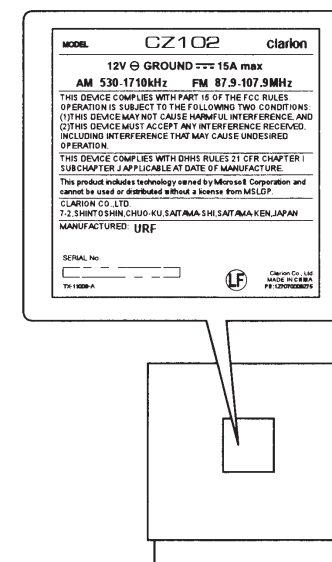 MODEL CZ102 clarion
12V ⊖ GROUND ⎓ 15A max
AM 530-1710kHz FM 87.9-107.9MHz
THIS DEVICE COMPLIES WITH PART 15 OF THE FCC RULES
OPERATION IS SUBJECT TO THE FOLLOWING TWO CONDITIONS:
(1)THIS DEVICE MAY NOT CAUSE HARMFUL INTERFERENCE, AND
(2)THIS DEVICE MUST ACCEPT ANY INTERFERENCE RECEIVED,
INCLUDING INTERFERENCE THAT MAY CAUSE UNDESIRED
OPERATION.
THIS DEVICE COMPLIES WITH DHHS RULES 21 CFR CHAPTER I
SUBCHAPTER J APPLICABLE AT DATE OF MANUFACTURE.
This product includes technology owned by Microsoft Corporation and
cannot be used or distributed without a license from MSLGP.
CLARION CO.,LTD.
7-2,SHINTOSHIN,CHUO-KU,SAITAMA-SHI,SAITAMA-KEN,JAPAN
MANUFACTURED: URF
SERIAL No.
LF
Clarion Co., Ltd
MADE IN CHINA